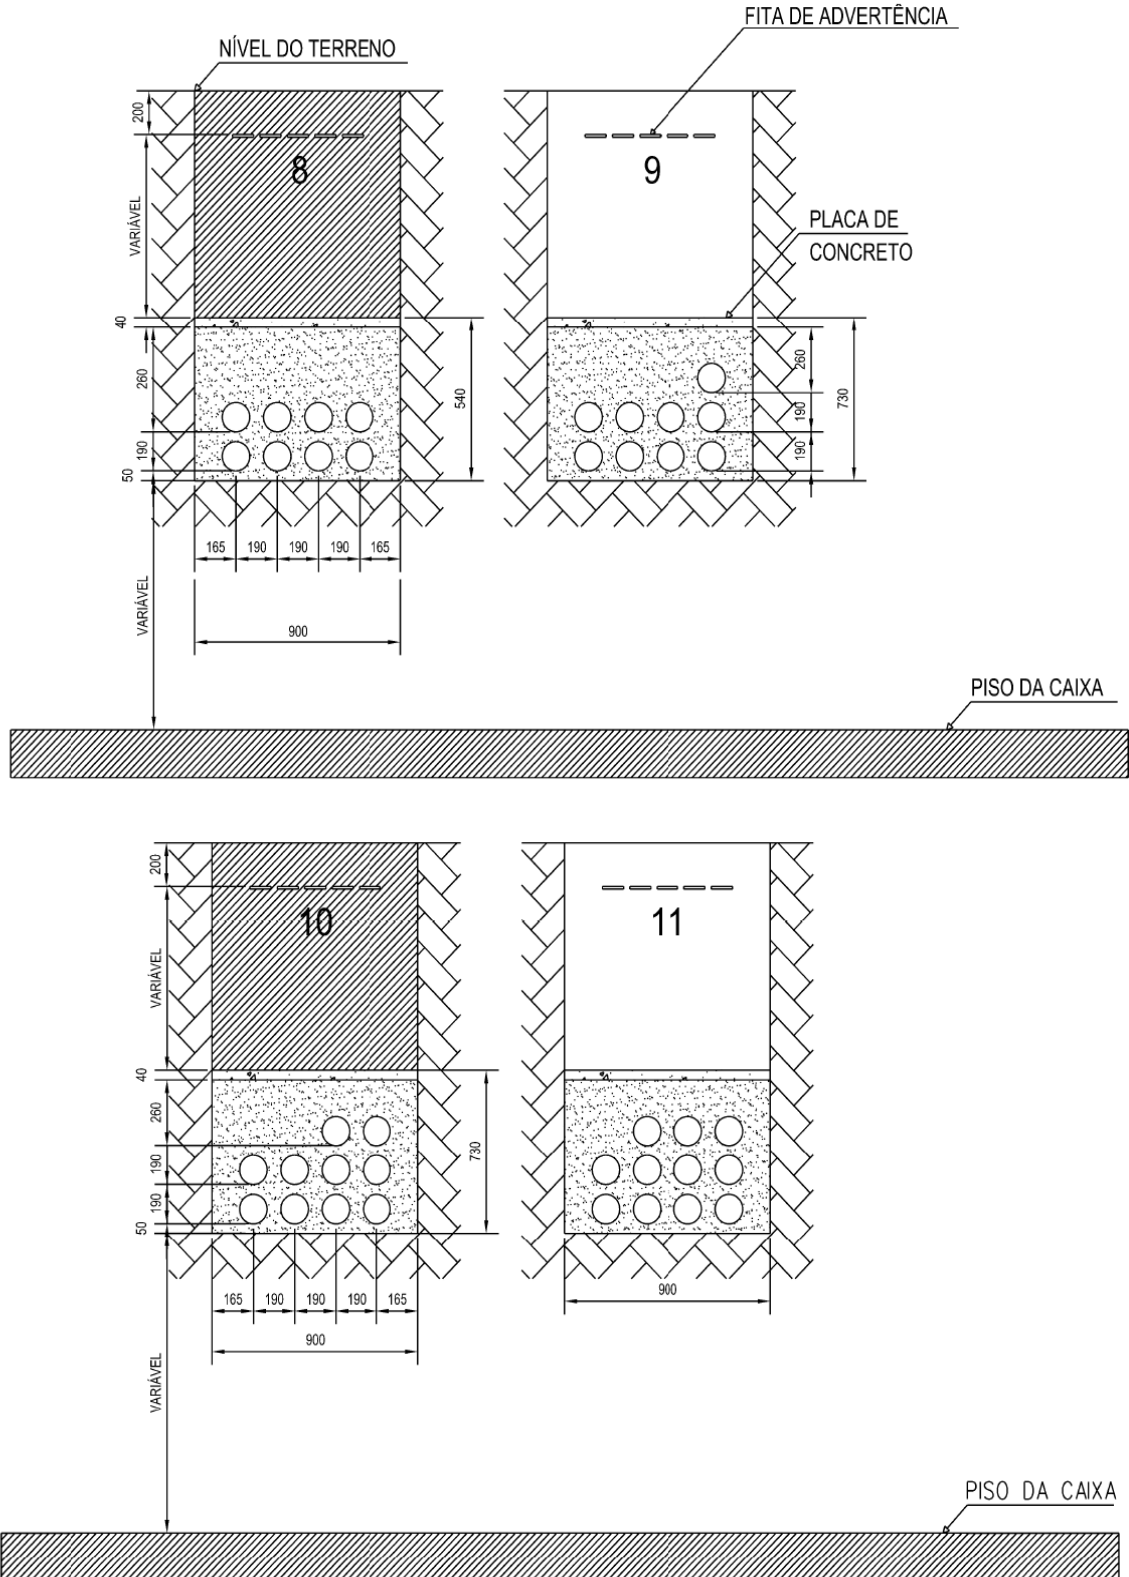 FITA DE ADVERTÊNCIA
NÍVEL DO TERRENO
200
8
9
VARIÁVEL
PLACA DE
CONCRETO
40
260
540
260
190
730
190
190
50
165 190 190 190 165
VARIÁVEL
900
PISO DA CAIXA
200
10
11
VARIÁVEL
40
260
730
190
190
50
165 190 190 190 165
900
900
VARIÁVEL
PISO DA CAIXA